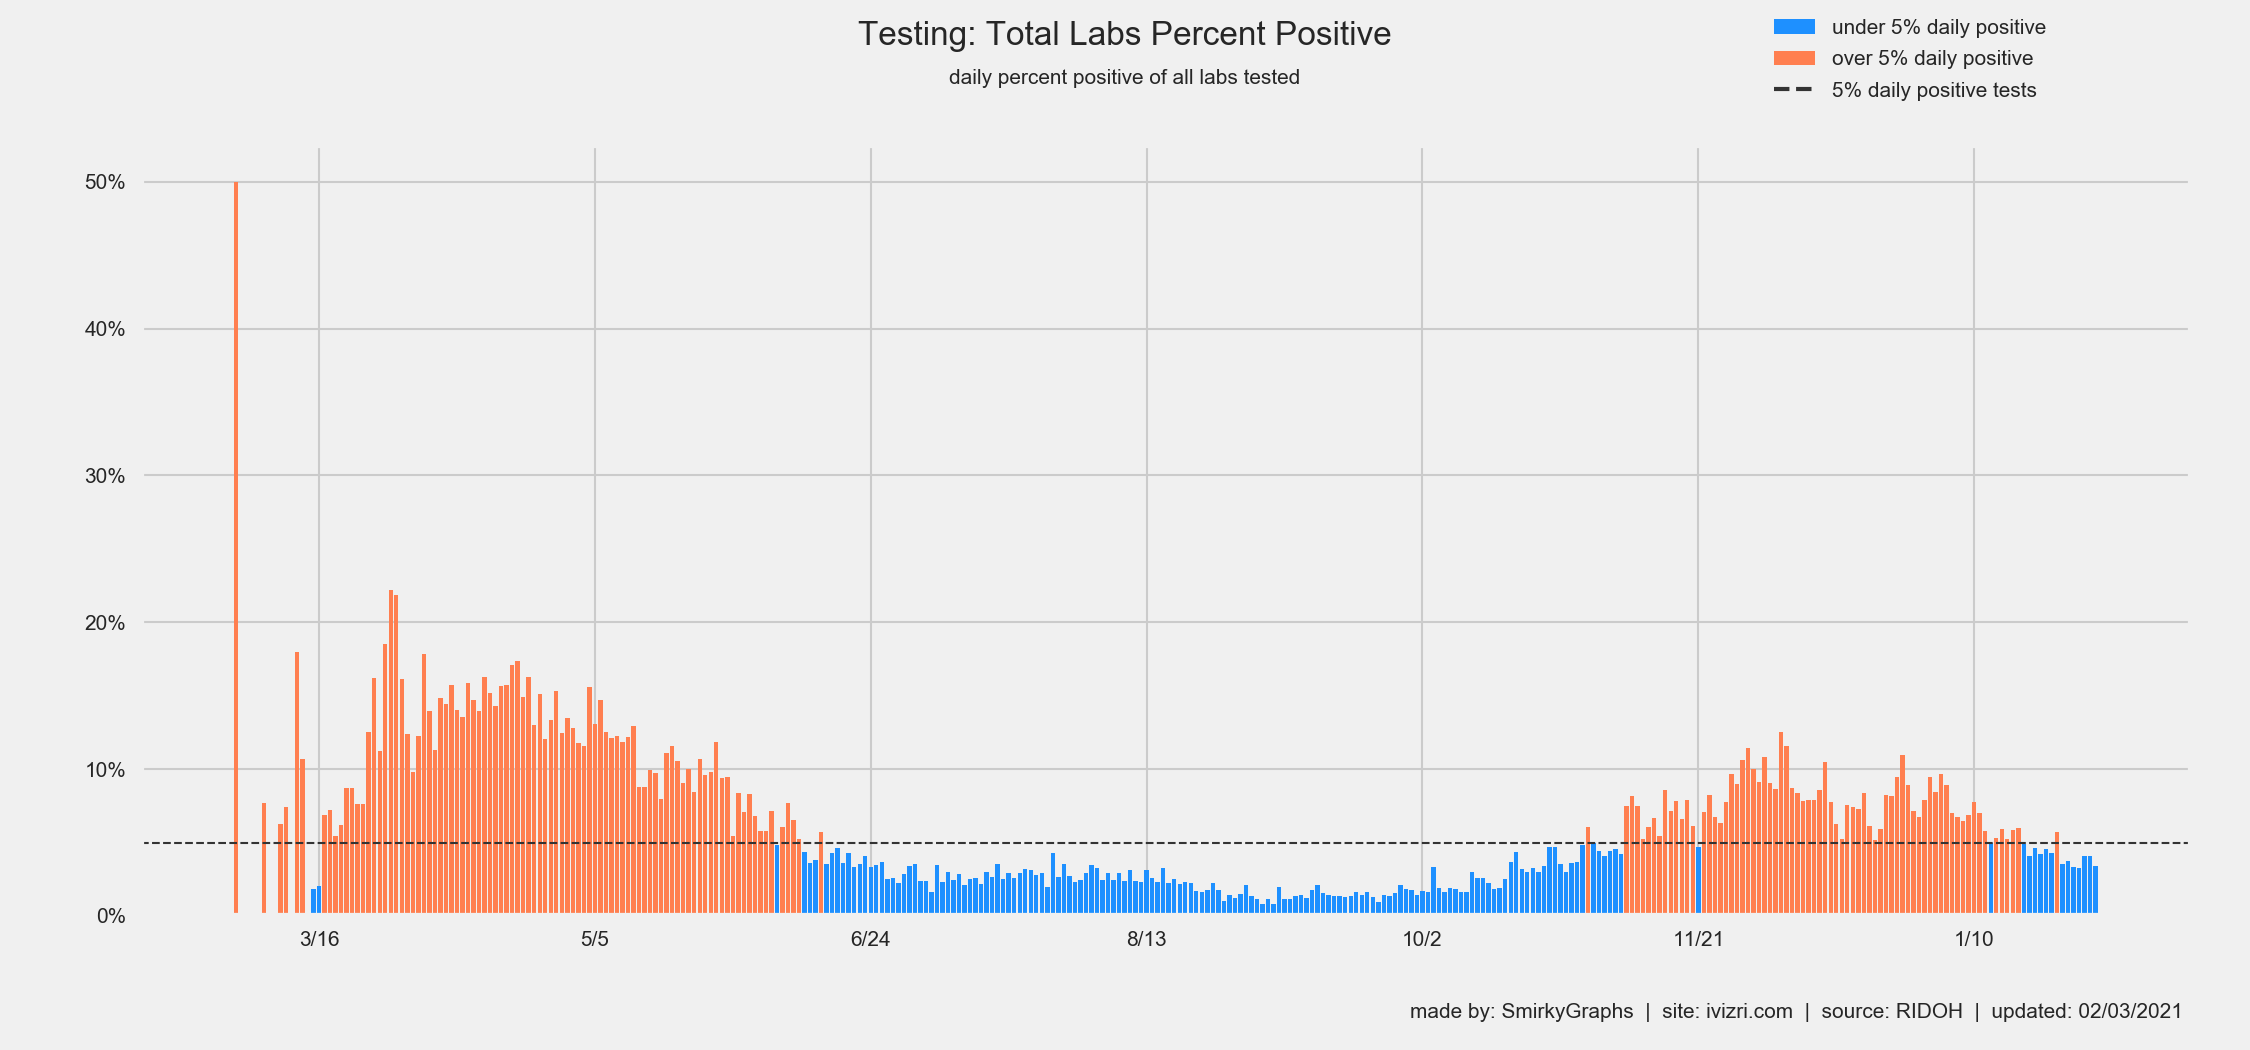 Testing: Total Labs Percent Positive
daily percent positive of all labs tested
under 5% daily positive
over 5% daily positive
5% daily positive tests
50%
40%
30%
20%
10%
0%
3/16 5/5 6/24 8/13 10/2 11/21 1/10
made by: SmirkyGraphs | site: ivizri.com | source: RIDOH | updated: 02/03/2021